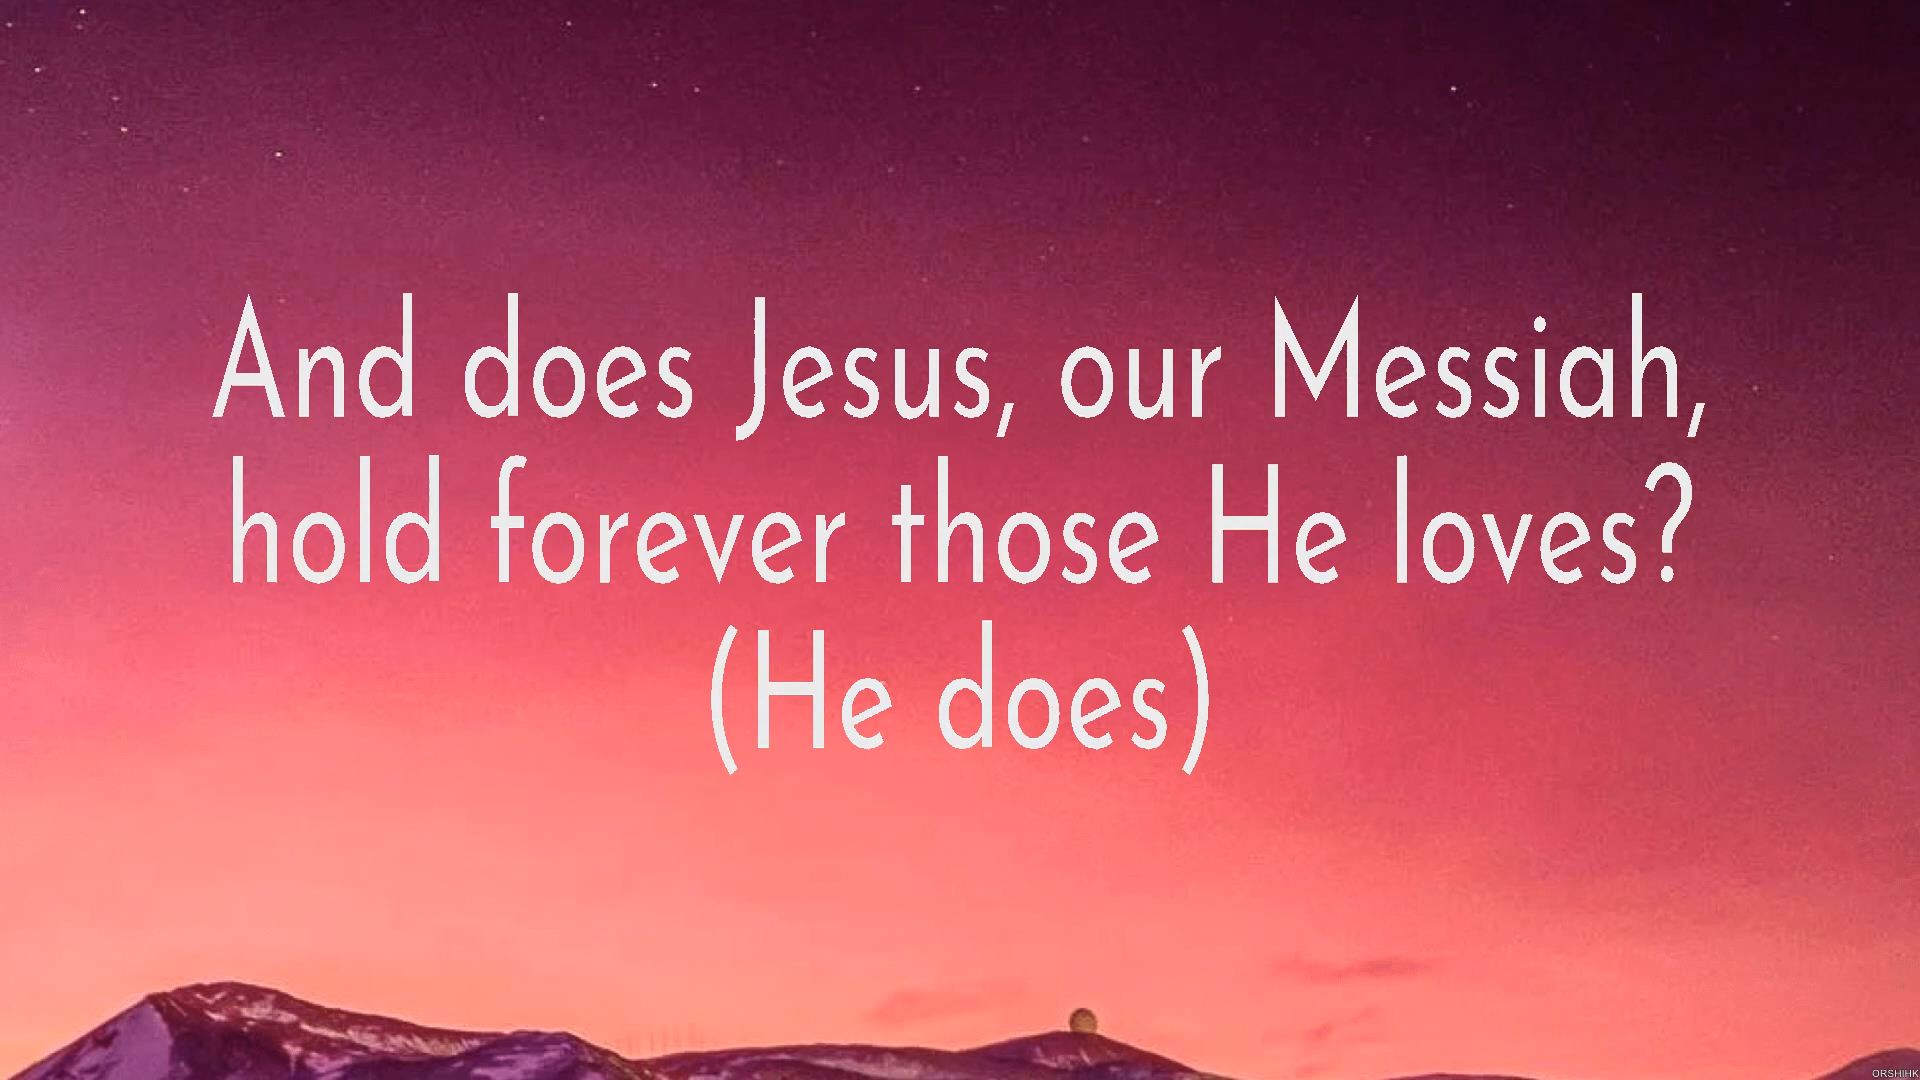 And does Jesus, our Messiah,
hold forever those He loves?
(He does)
ORSHIHK